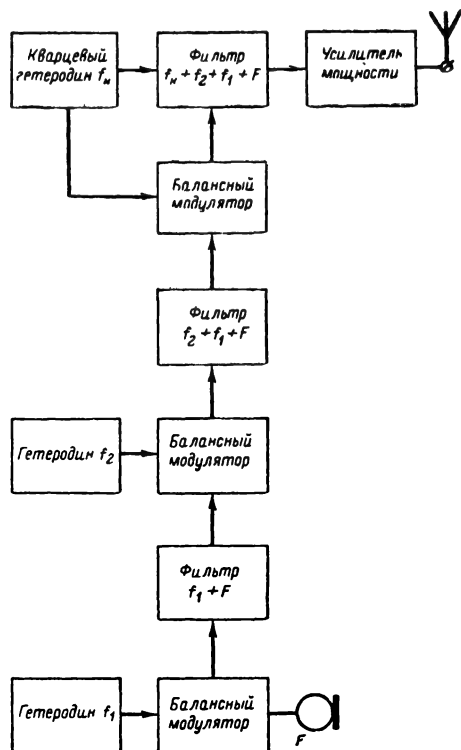 Кварцевый
гетеродин fн
Фильтр
fн + f2 + f1 + F
Усилитель
мощности
Балансный
модулятор
Фильтр
f2 + f1 + F
Гетеродин f2
Балансный
модулятор
Фильтр
f1 + F
Гетеродин f1
Балансный
модулятор
F